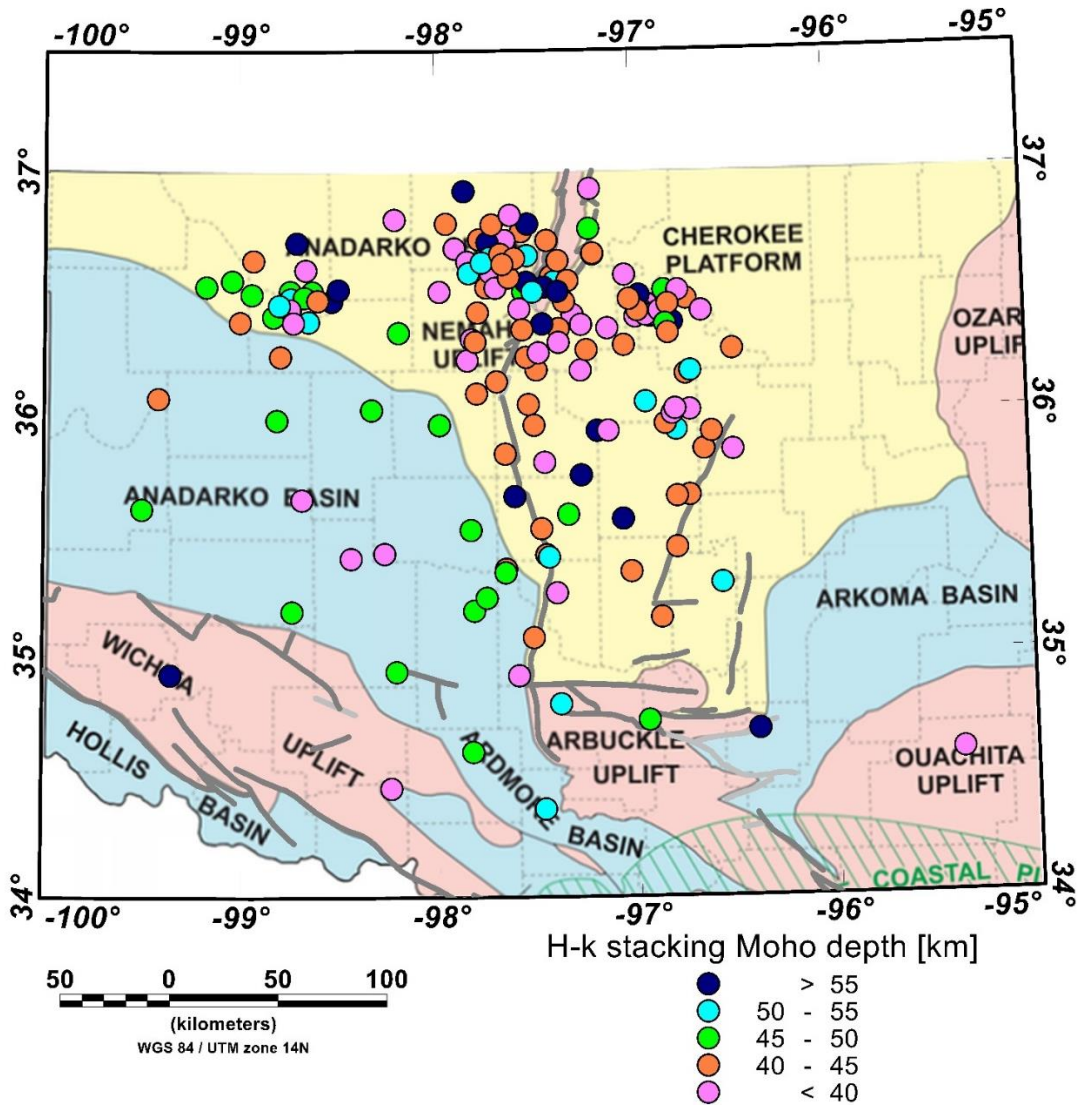 -100° -99° -98° -97° -96° -95°
37° 37°
NADARKO
CHEROKEE
PLATFORM
NEMAH
UPLIFT
OZAR
UPLIF
36° 36°
ANADARKO BASIN
ARKOMA BASIN
35° 35°
WICHITA
UPLIFT
HOLLIS
BASIN
ARDMORE
BASIN
ARBUCKLE
UPLIFT
OUACHITA
UPLIFT
COASTAL PL
34° 34°
-100° -99° -98° -97° -96° -95°
H-k stacking Moho depth [km]
> 55
50 - 55
45 - 50
40 - 45
< 40
50 0 50 100
(kilometers)
WGS 84 / UTM zone 14N